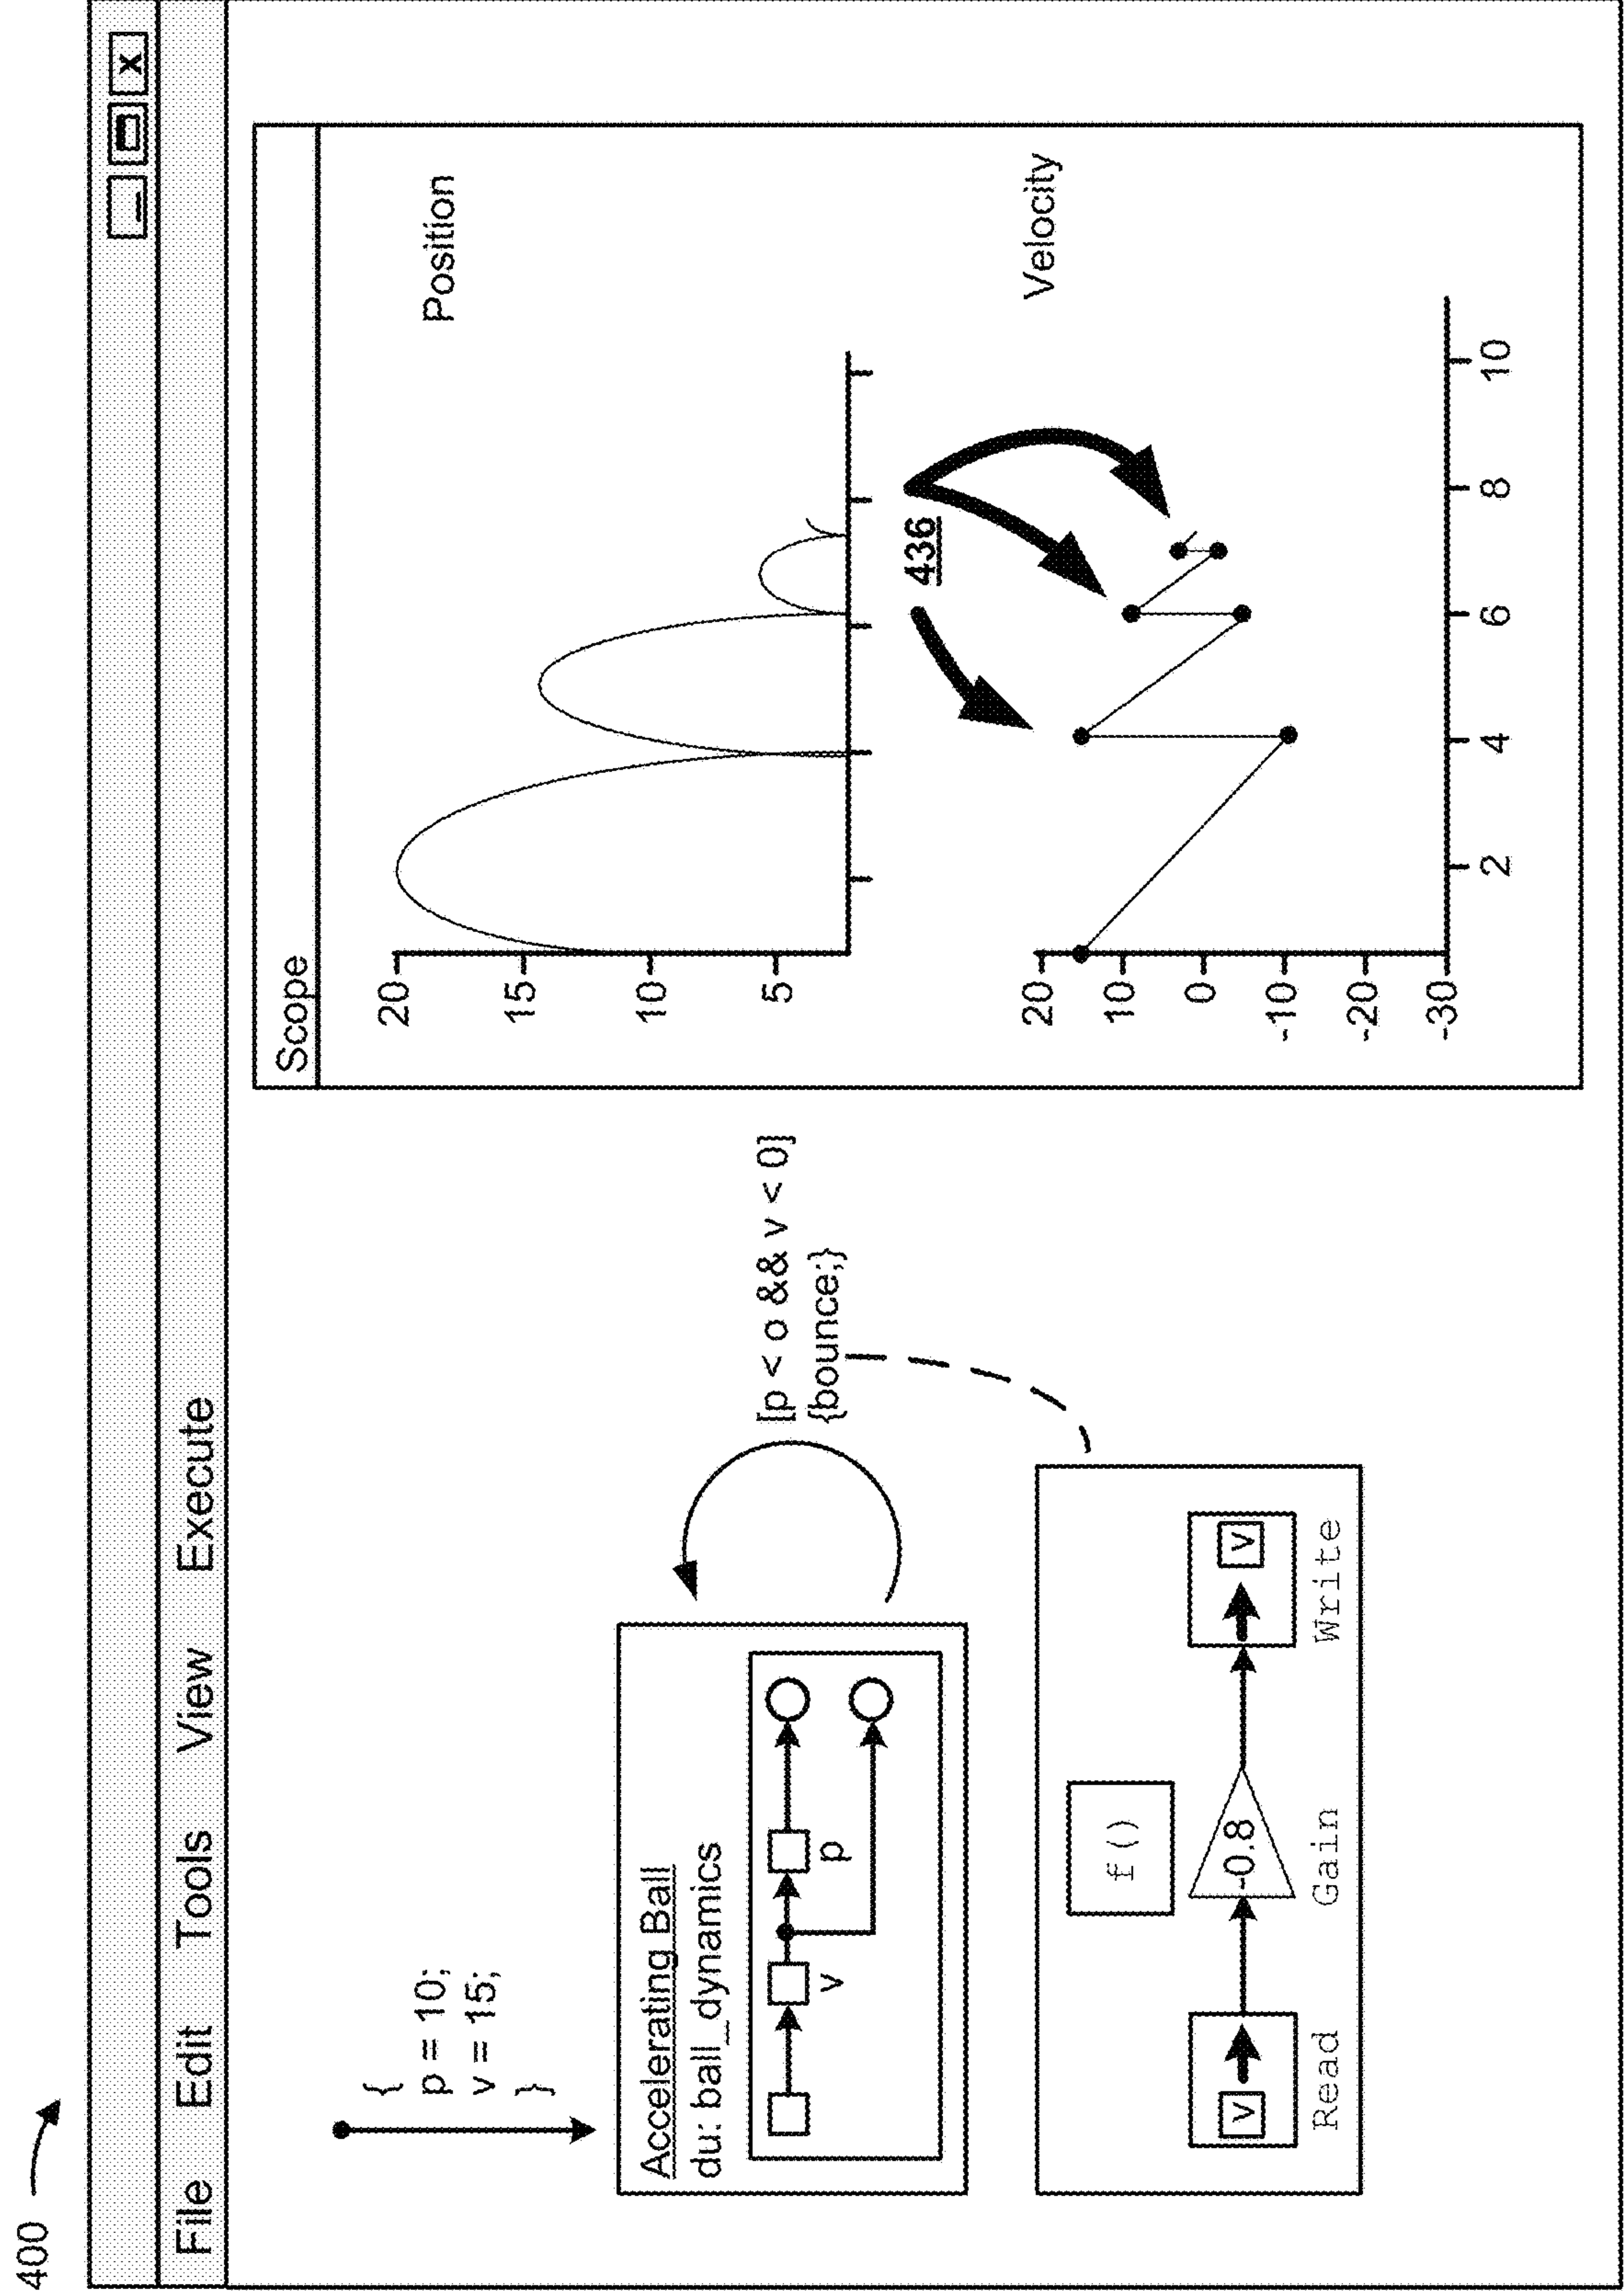 400
_ X
File Edit Tools View Execute
{
p = 10;
v = 15;
}
Accelerating Ball
du: ball_dynamics
v
p
[p < o && v < 0]
{bounce;}
f()
v
-0.8
v
Read
Gain
Write
Scope
Position
20
15
10
5
436
Velocity
20
10
0
-10
-20
-30
2 4 6 8 10